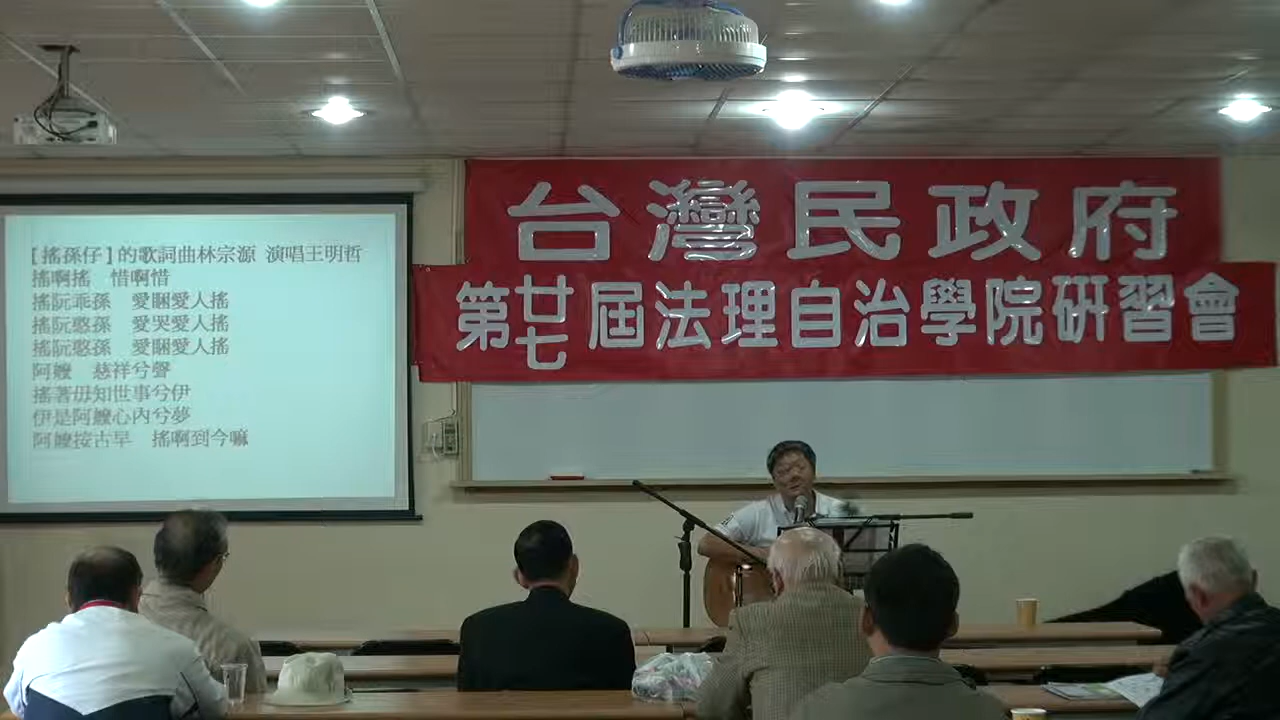 台灣民政府
第廿七屆法理自治學院研習會
[搖孫仔]的歌詞曲林宗源 演唱王明哲
搖啊搖 惜啊惜
搖阮乖孫 愛睏愛人搖
搖阮憨孫 愛哭愛人搖
搖阮憨孫 愛睏愛人搖
阿嬤 慈祥兮聲
搖著毋知世事兮伊
伊是阿嬤心內兮夢
阿嬤按古早 搖啊到今嘛